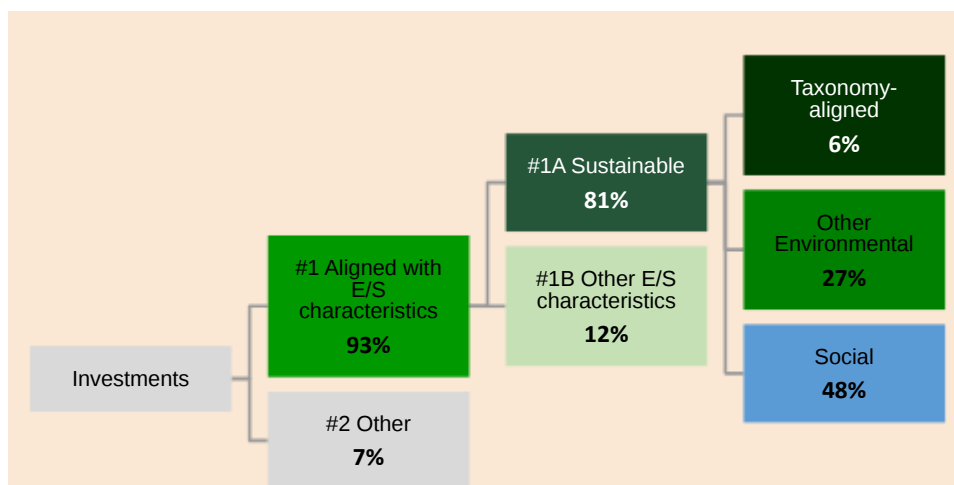 Investments
#1 Aligned with
E/S
characteristics
93%
#2 Other
7%
#1A Sustainable
81%
#1B Other E/S
characteristics
12%
Taxonomy-
aligned
6%
Other
Environmental
27%
Social
48%